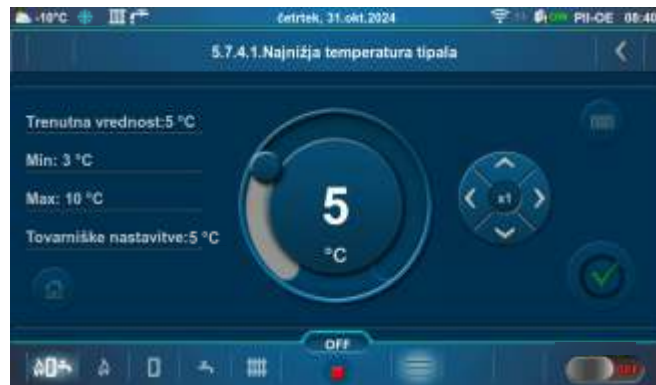 -10°C četrtek, 31.okt.2024 PII-OE 08:40
5.7.4.1.Najnižja temperatura tipala
Trenutna vrednost:5 °C
Min: 3 °C
Max: 10 °C
Tovarniške nastavitve:5 °C
5
°C
x1
OFF
OFF